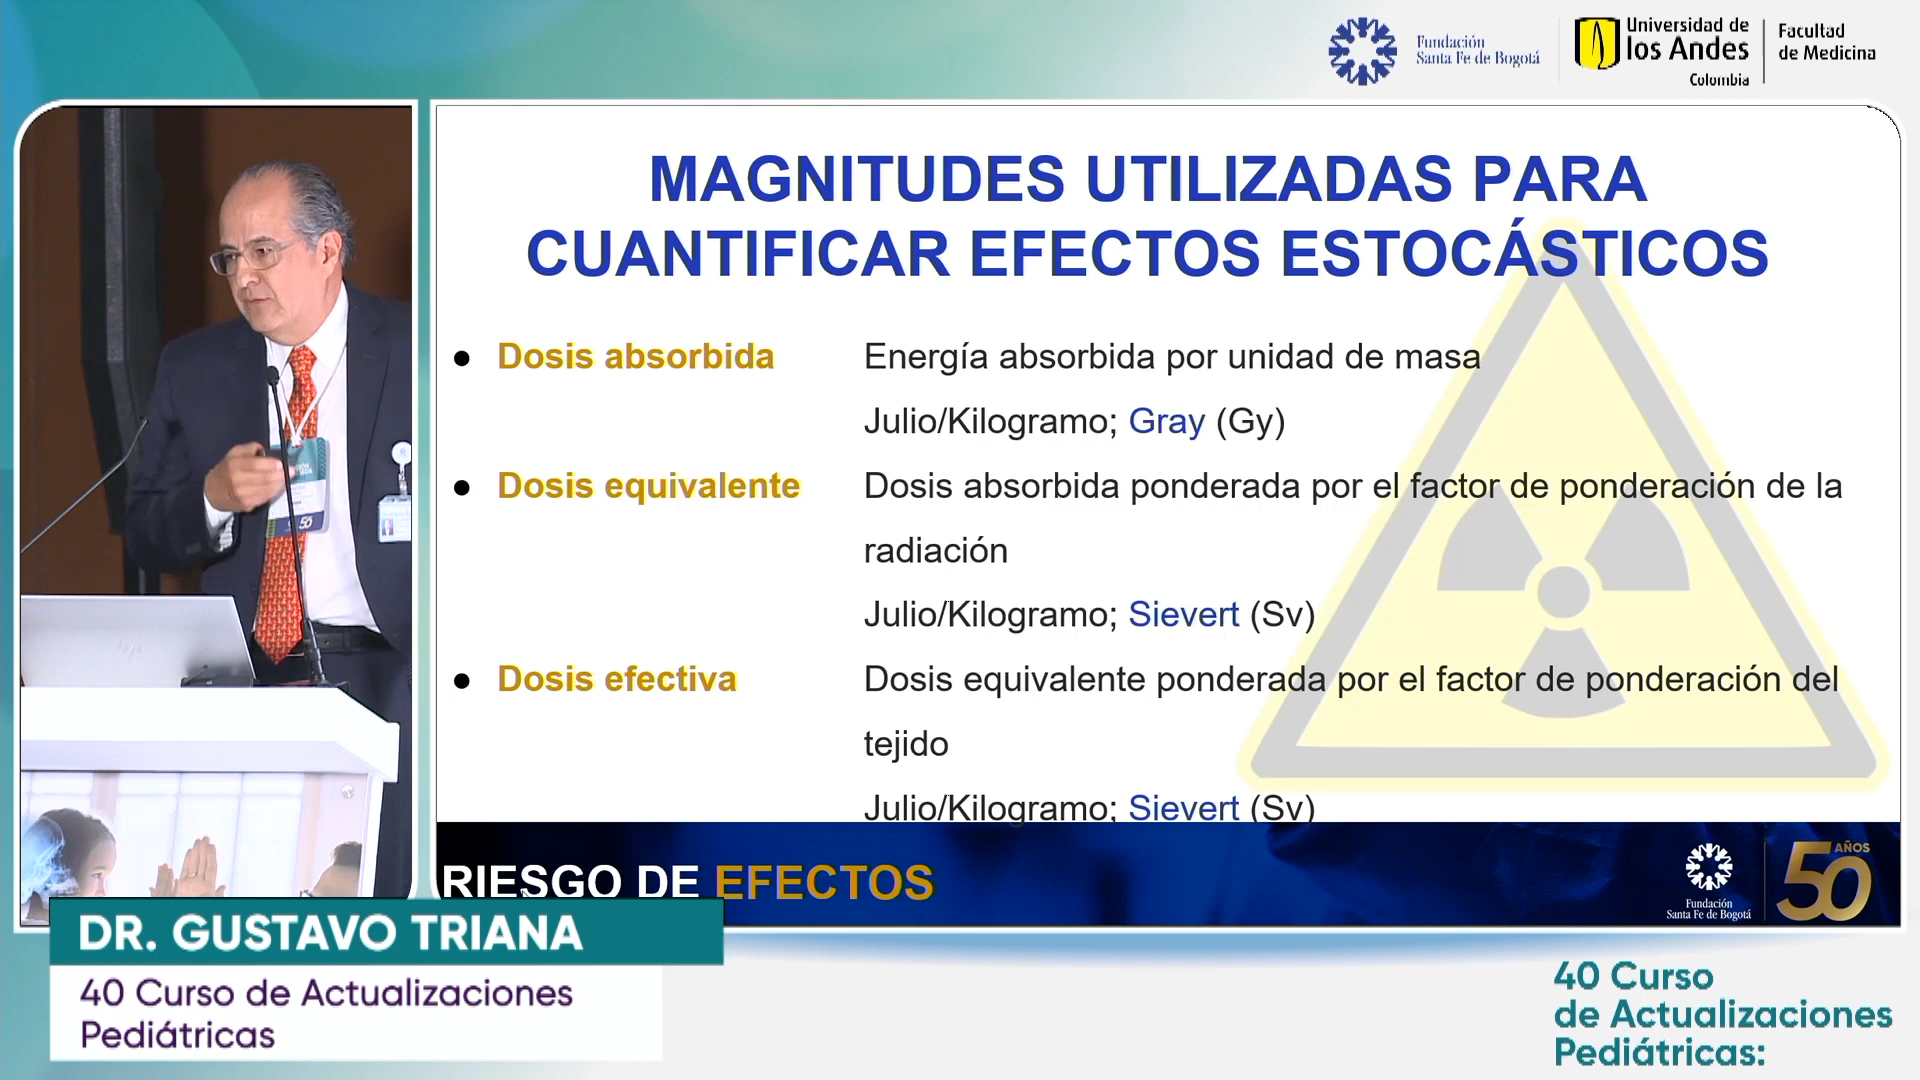 Fundación
Santa Fe de Bogotá
Universidad de
los Andes
Colombia
Facultad
de Medicina
MAGNITUDES UTILIZADAS PARA
CUANTIFICAR EFECTOS ESTOCÁSTICOS
● Dosis absorbida Energía absorbida por unidad de masa
Julio/Kilogramo; Gray (Gy)
● Dosis equivalente Dosis absorbida ponderada por el factor de ponderación de la
radiación
Julio/Kilogramo; Sievert (Sv)
● Dosis efectiva Dosis equivalente ponderada por el factor de ponderación del
tejido
Julio/Kilogramo; Sievert (Sv)
RIESGO DE EFECTOS
Fundación
Santa Fe de Bogotá
50 AÑOS
DR. GUSTAVO TRIANA
40 Curso de Actualizaciones
Pediátricas
40 Curso
de Actualizaciones
Pediátricas: